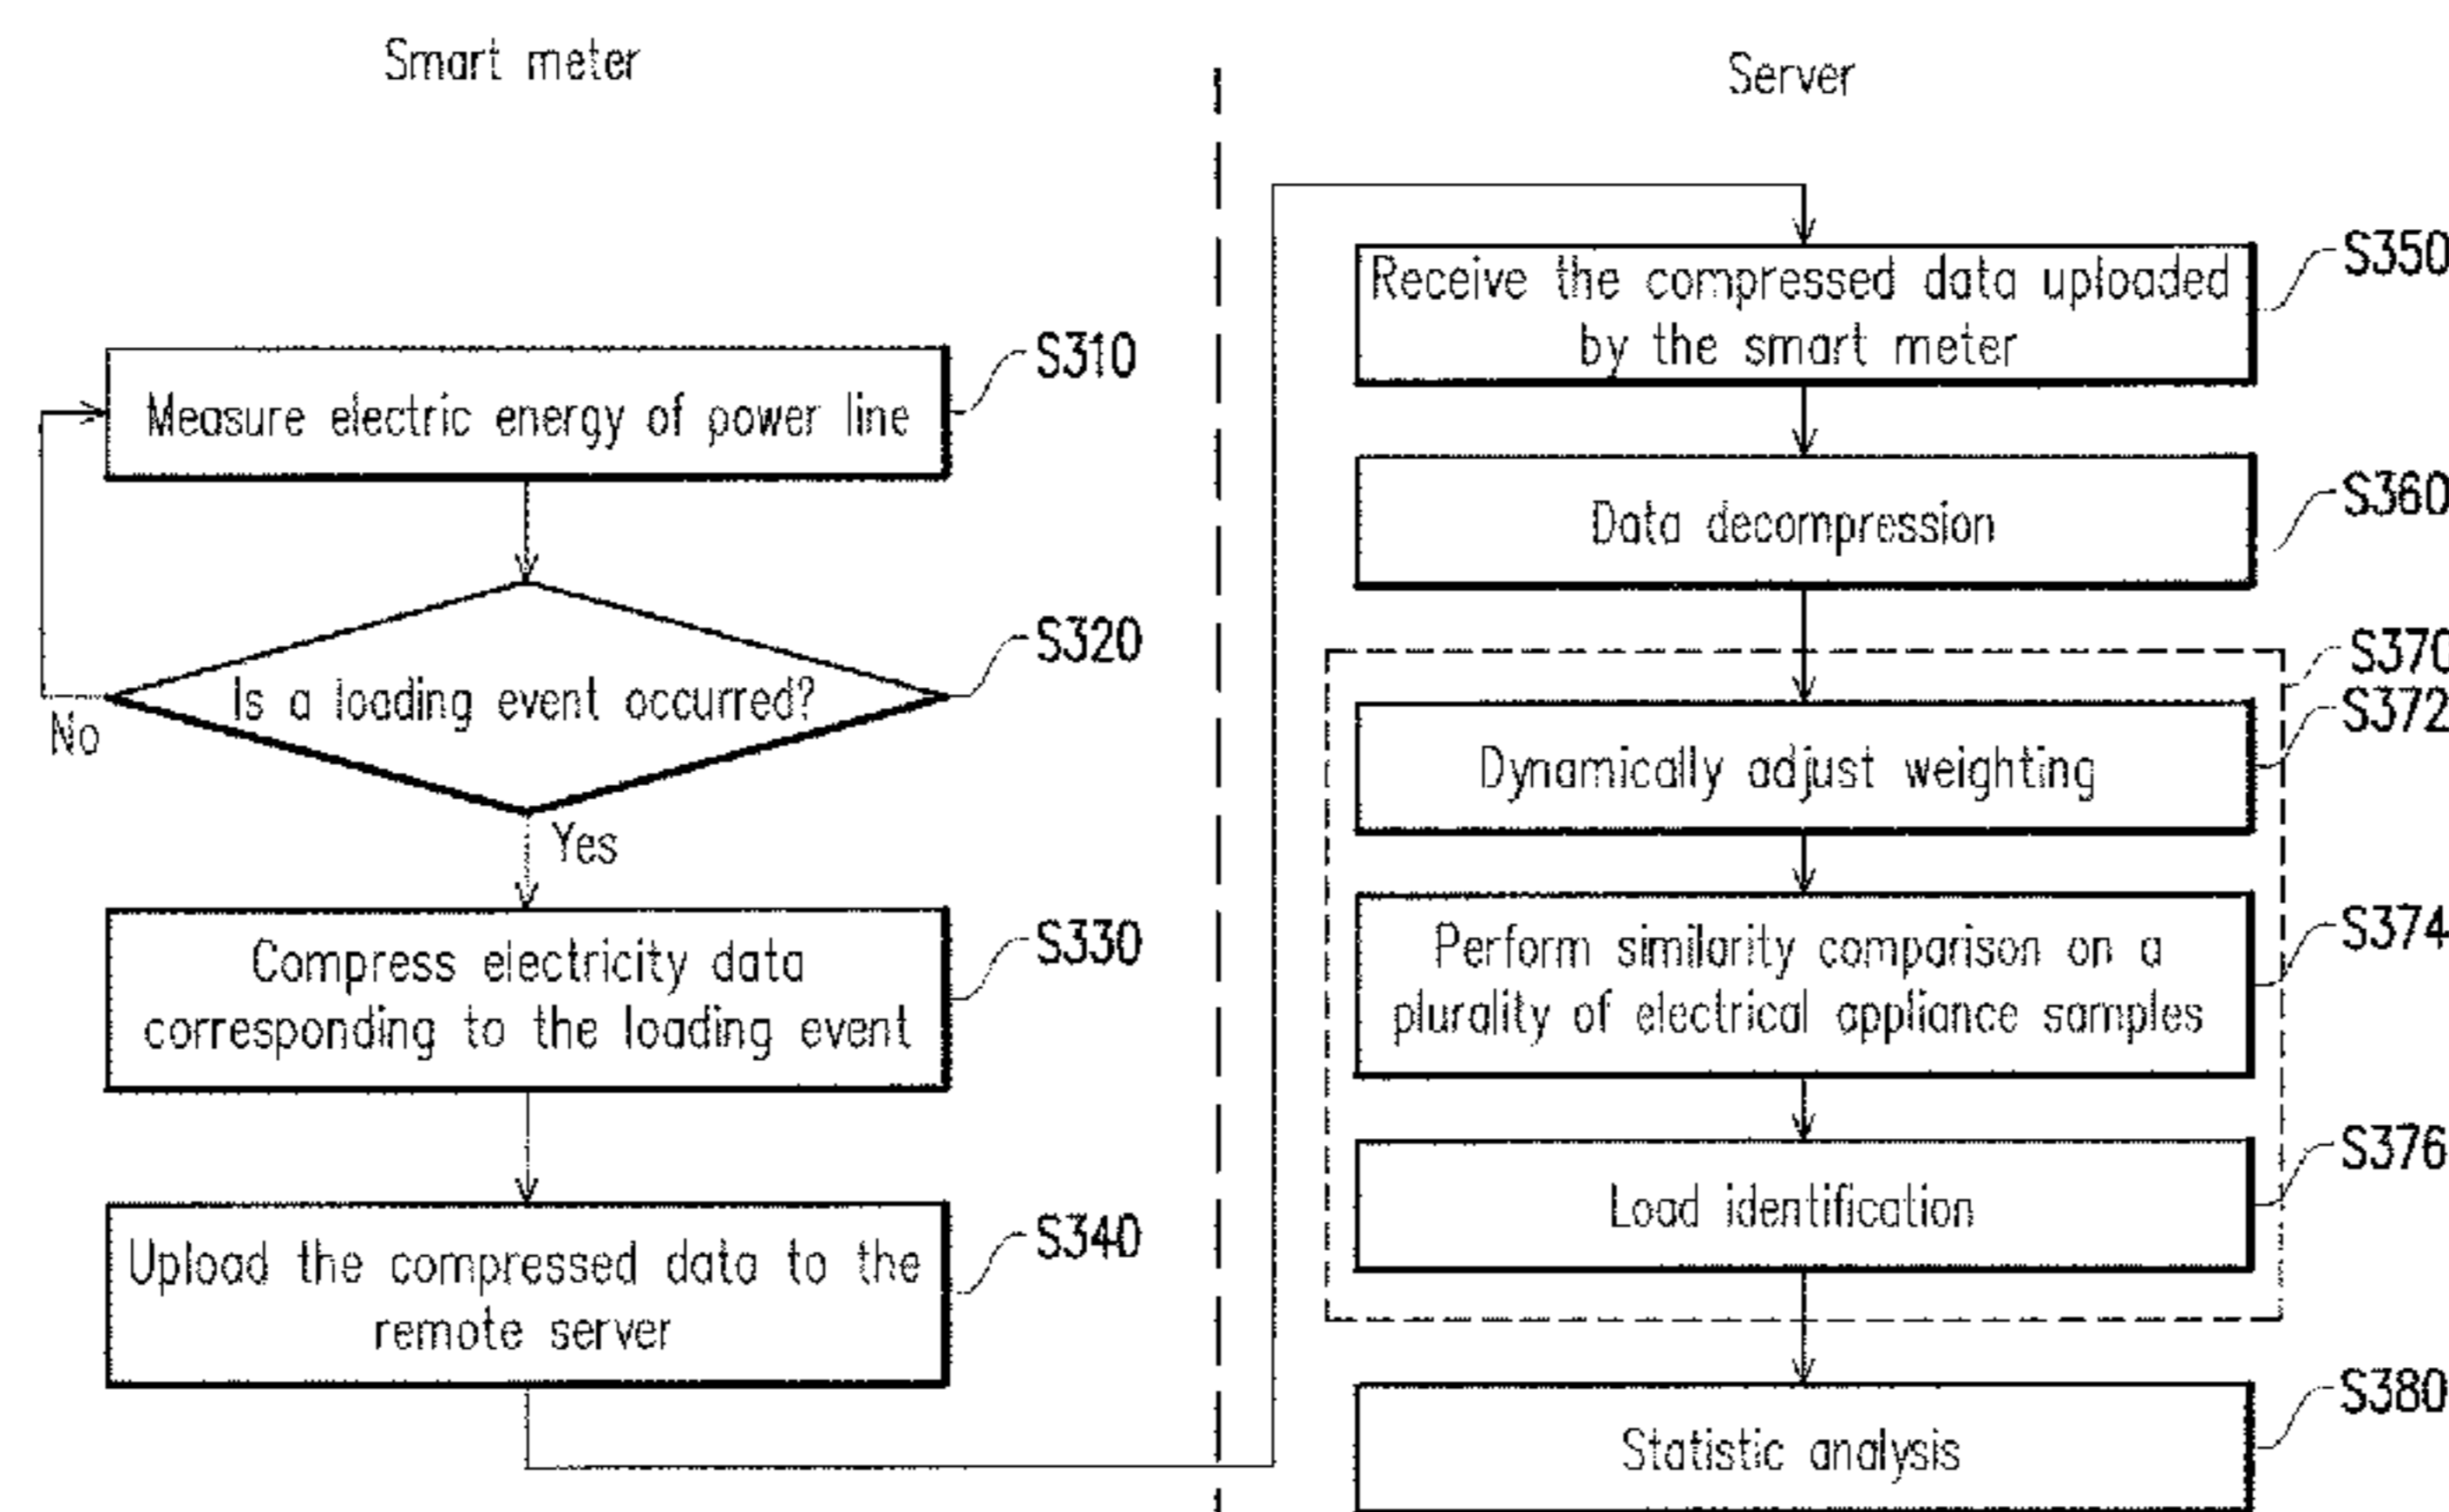 Smart meter
Server
S310
Measure electric energy of power line
S320
Is a loading event occurred?
No
Yes
S330
Compress electricity data
corresponding to the loading event
S340
Upload the compressed data to the
remote server
S350
Receive the compressed data uploaded
by the smart meter
S360
Data decompression
S370
S372
Dynamically adjust weighting
S374
Perform similarity comparison on a
plurality of electrical appliance samples
S376
Load identification
S380
Statistic analysis